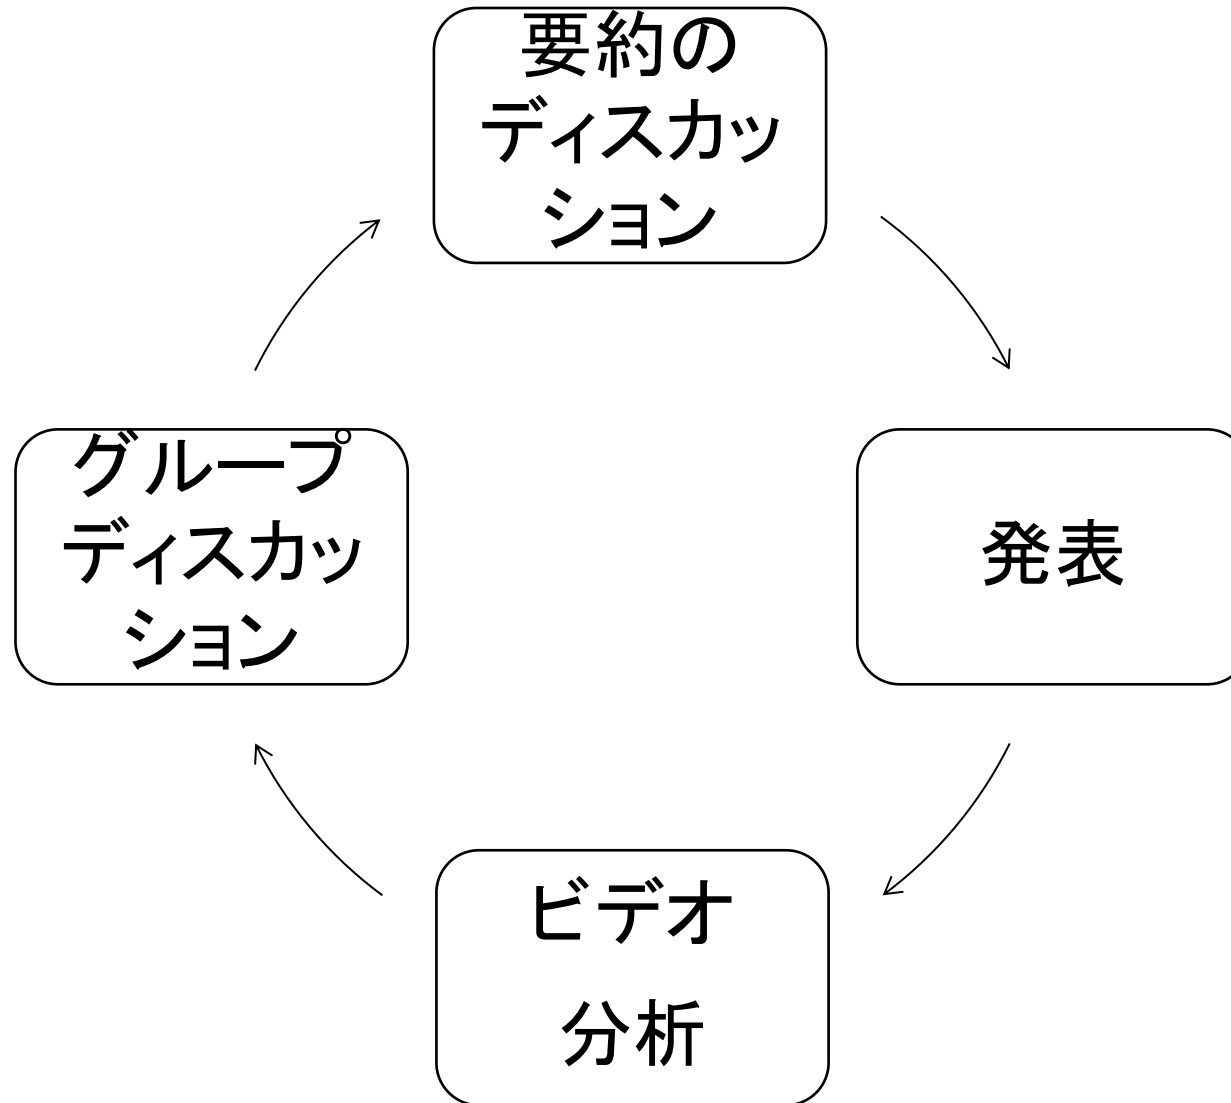 要約の
ディスカッ
ション
グループ
ディスカッ
ション
発表
ビデオ
分析